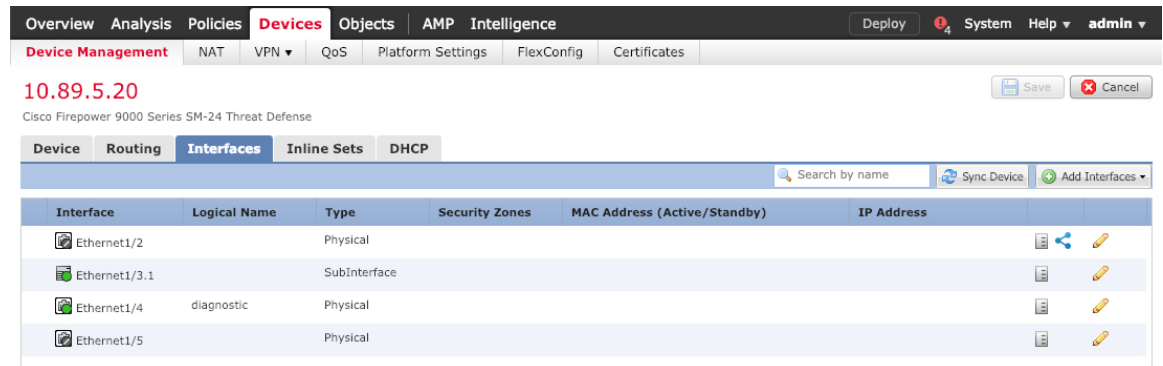 Overview Analysis Policies Devices Objects AMP Intelligence Deploy 4 System Help admin
Device Management NAT VPN QoS Platform Settings FlexConfig Certificates
10.89.5.20 Save Cancel
Cisco Firepower 9000 Series SM-24 Threat Defense
Device Routing Interfaces Inline Sets DHCP
Search by name Sync Device Add Interfaces
Interface Logical Name Type Security Zones MAC Address (Active/Standby) IP Address
Ethernet1/2 Physical
Ethernet1/3.1 SubInterface
Ethernet1/4 diagnostic Physical
Ethernet1/5 Physical